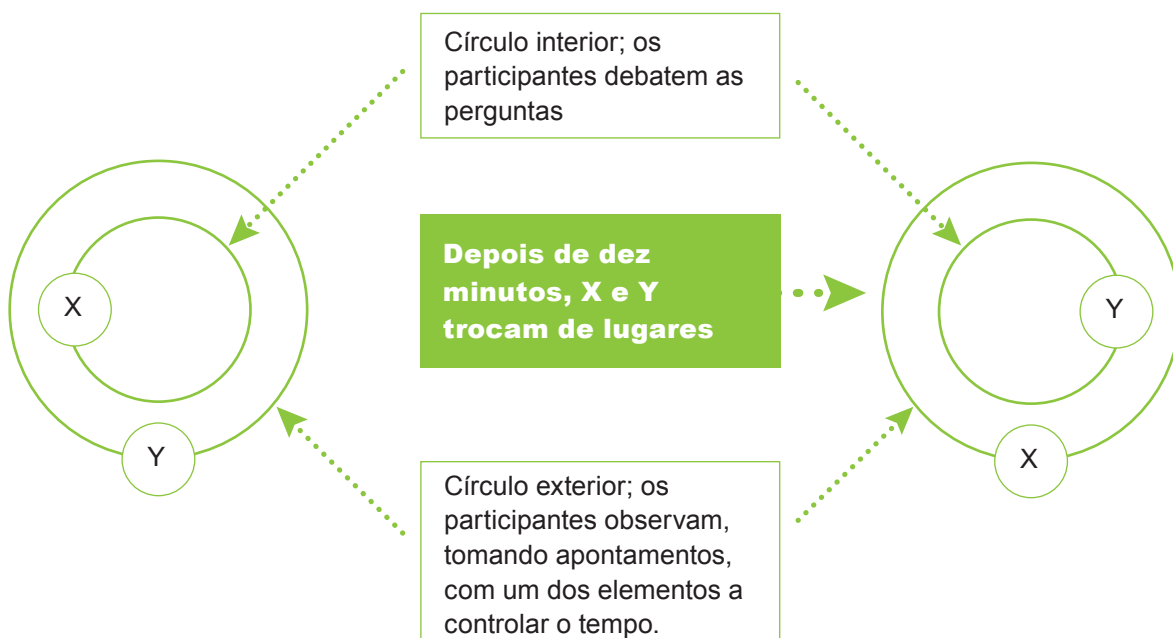 Círculo interior; os
participantes debatem as
perguntas
Depois de dez
minutos, X e Y
trocam de lugares
X
Y
Y
X
Círculo exterior; os
participantes observam,
tomando apontamentos,
com um dos elementos a
controlar o tempo.